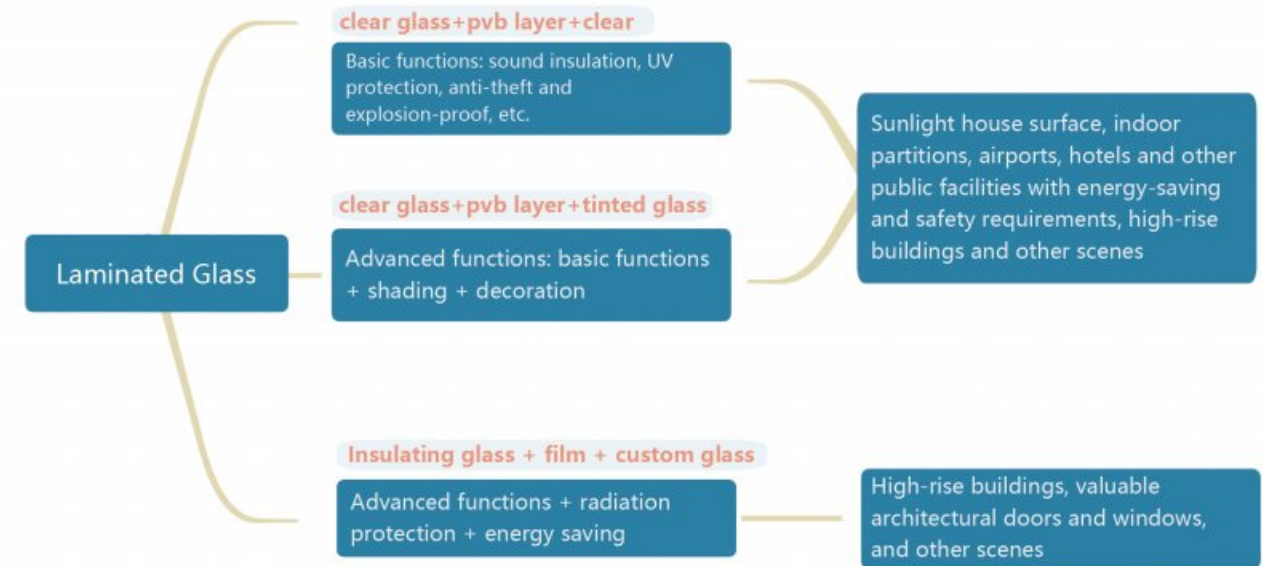 clear glass+pvb layer+clear
Basic functions: sound insulation, UV
protection, anti-theft and
explosion-proof, etc.
Sunlight house surface, indoor
partitions, airports, hotels and other
public facilities with energy-saving
and safety requirements, high-rise
buildings and other scenes
clear glass+pvb layer+tinted glass
Advanced functions: basic functions
+ shading + decoration
Laminated Glass
Insulating glass + film + custom glass
Advanced functions + radiation
protection + energy saving
High-rise buildings, valuable
architectural doors and windows,
and other scenes